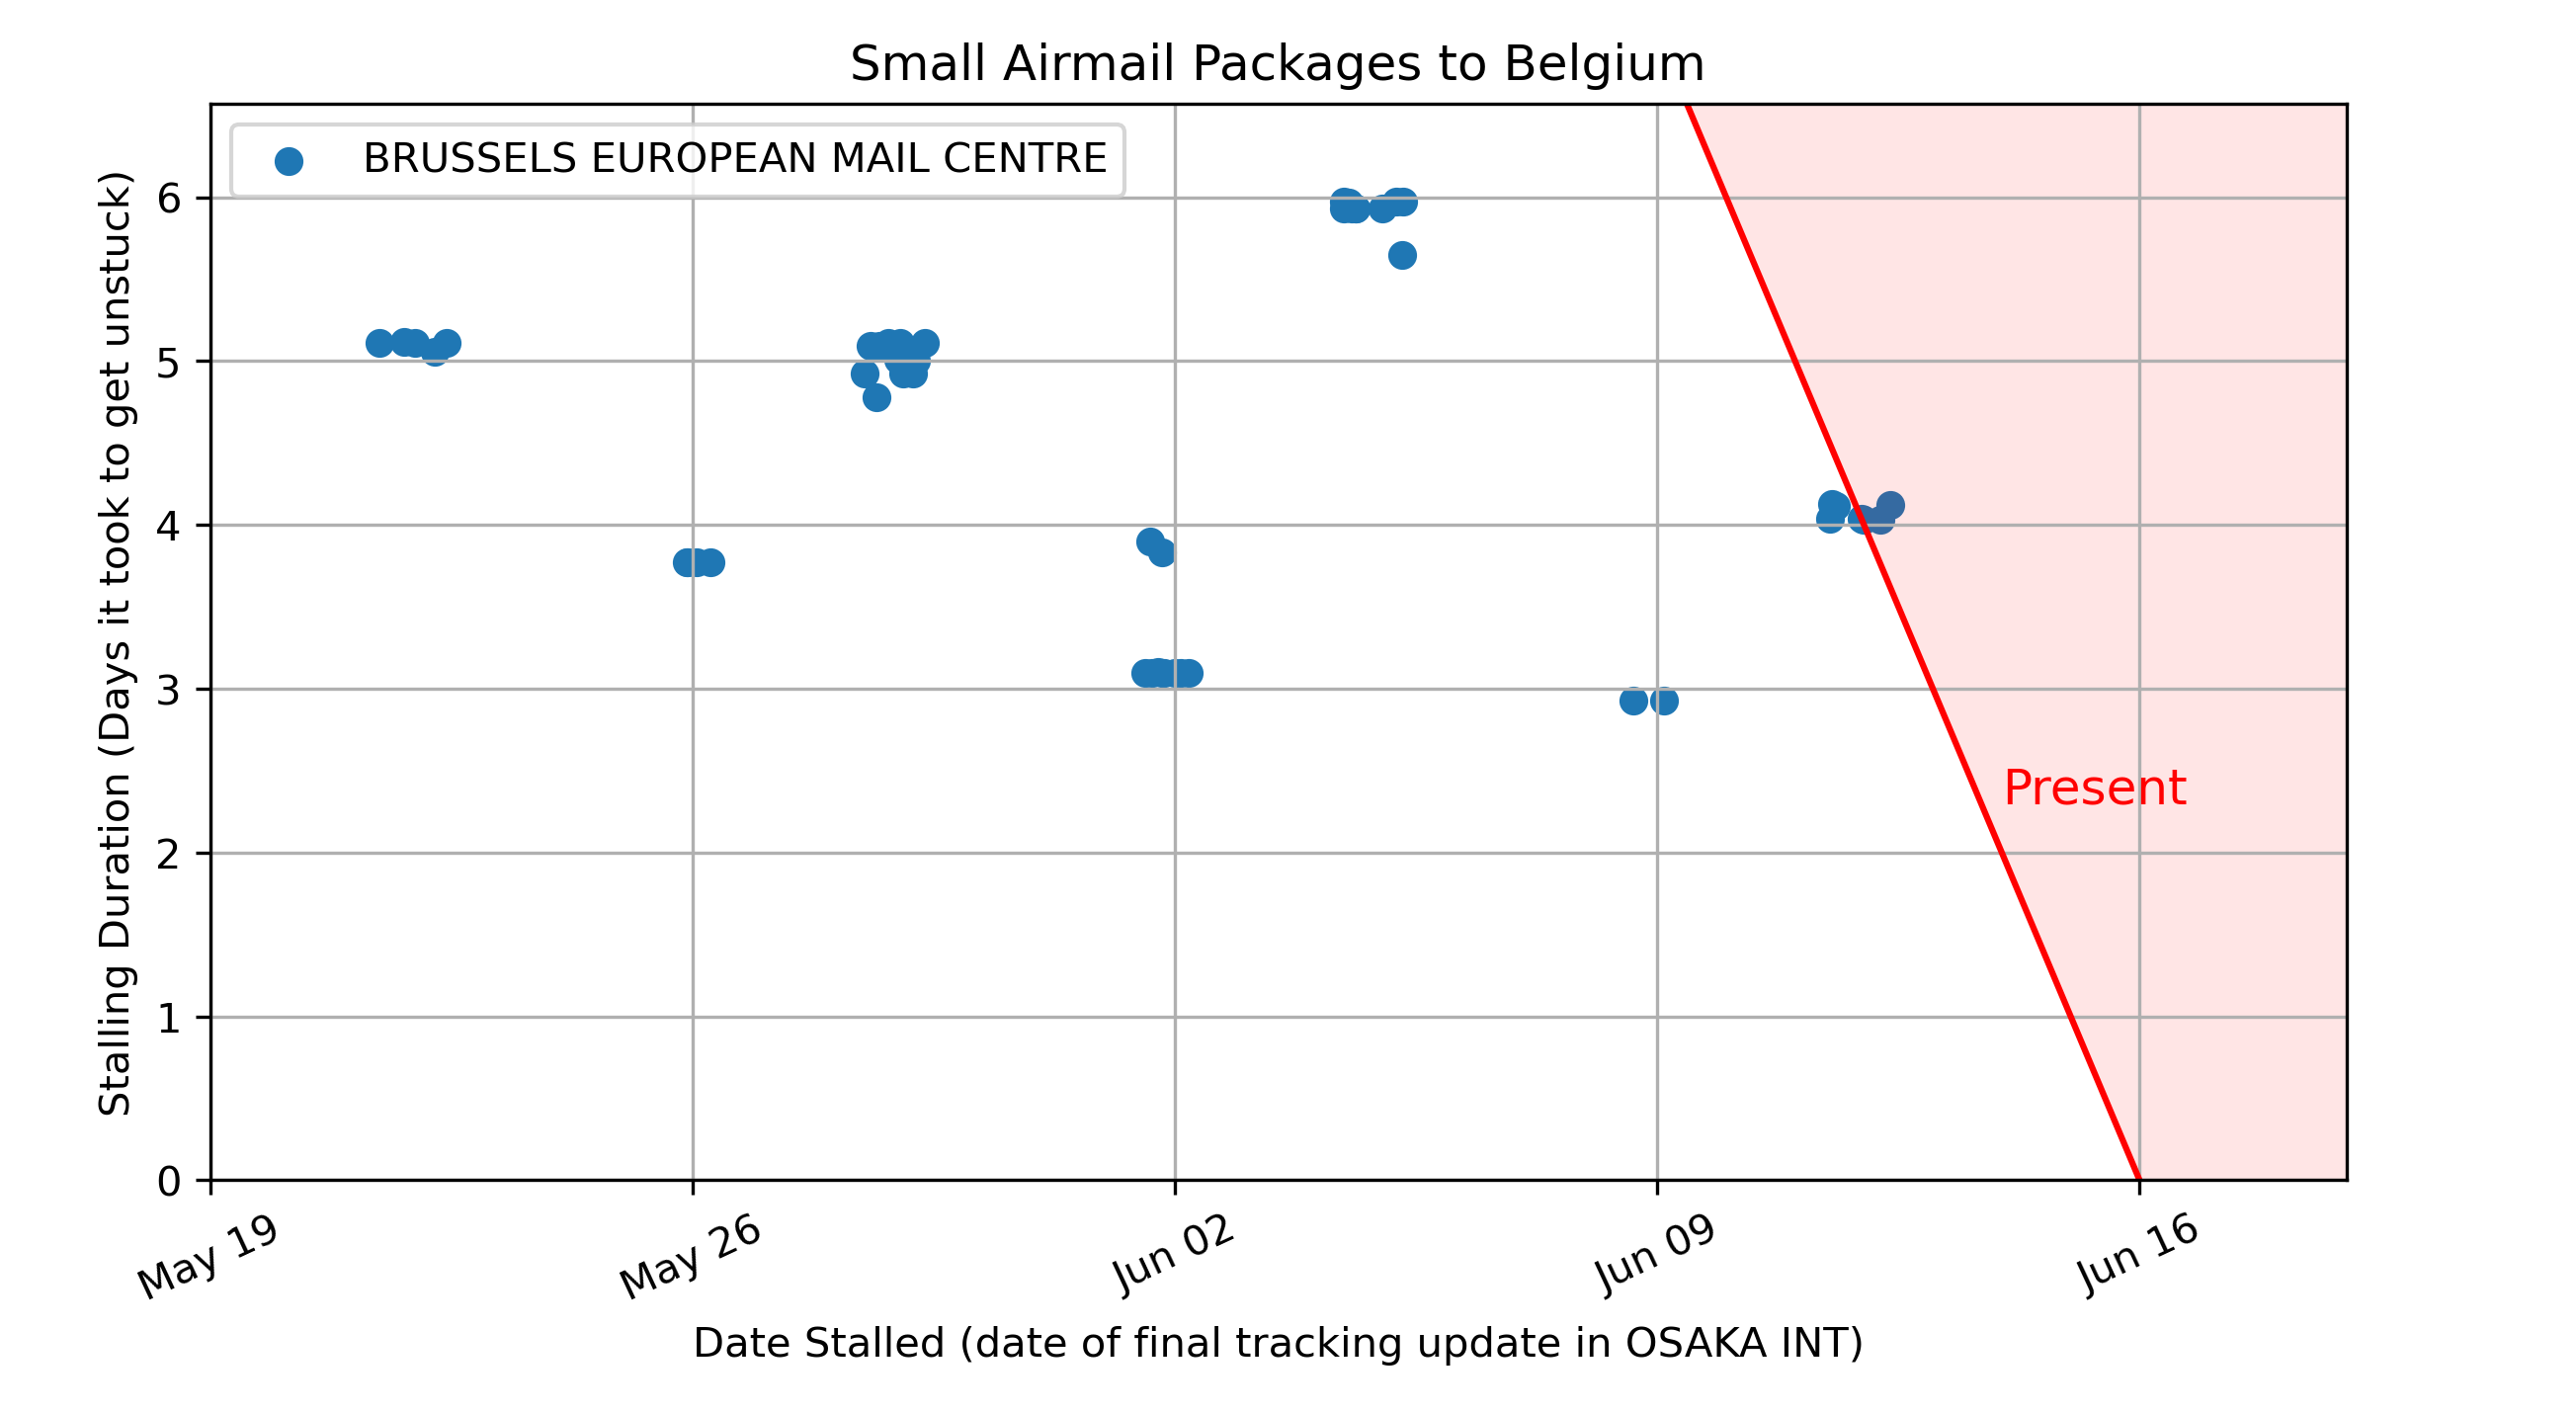 Small Airmail Packages to Belgium
BRUSSELS EUROPEAN MAIL CENTRE
Stalling Duration (Days it took to get unstuck)
6
5
4
3
2
1
0
Present
May 19
May 26
Jun 02
Jun 09
Jun 16
Date Stalled (date of final tracking update in OSAKA INT)